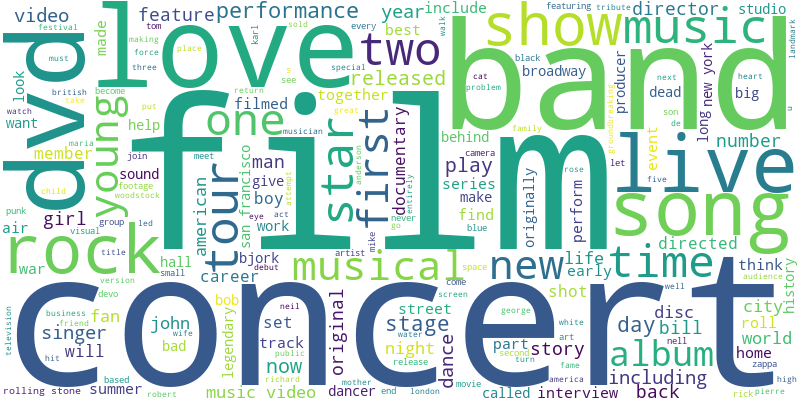 video
feature
performance
year
include
director
studio
featuring
tribute
every
walk
festival
tom
making
force
three
sold
place
karl
love
two
show
music
best
made
dvd
look
british
want
must
take
watch
become
put
special
return
see
great
released
together
filmed
broadway
black
cat
problem
producer
groundbreaking
long
new york
dead
next
son
de
heart
big
landmark
u
band
film
young
help
one
musician
star
first
documentary
behind
camera
play
series
make
find
family
originally
perform
rose
let
five
event
live
number
member
maria
child
join
meet
sound
footage
woodstock
man
give
boy
san francisco
american
work
never
go
entirely
anderson
attempt
blue
punk
girl
air
visual
group
led
tour
rock
war
title
hall
small
version
bjork
career
eye
act
debut
artist
mike
musical
space
new
life
early
time
directed
song
think
audience
history
devo
business
friend
wife
television
hit
based
fan
singer
will
john
bad
bob
legendary
neil
set
track
now
public
richard
original
stage
night
street
water
release
come
screen
george
london
dance
part
second
turn
story
shot
white
art
fame
america
day
bill
disc
city
roll
world
home
well
nell
zappa
high
pierre
rick
concert
album
including
back
rolling stone
summer
robert
music video
mother
dancer
end
movie
called
interview